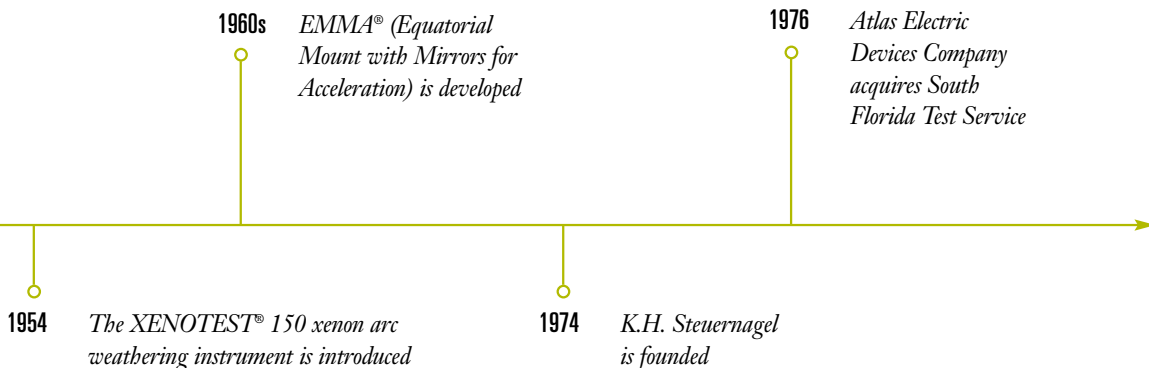 1960s EMMA® (Equatorial
Mount with Mirrors for
Acceleration) is developed
1976 Atlas Electric
Devices Company
acquires South
Florida Test Service
1954 The XENOTEST® 150 xenon arc
weathering instrument is introduced
1974 K.H. Steuernagel
is founded